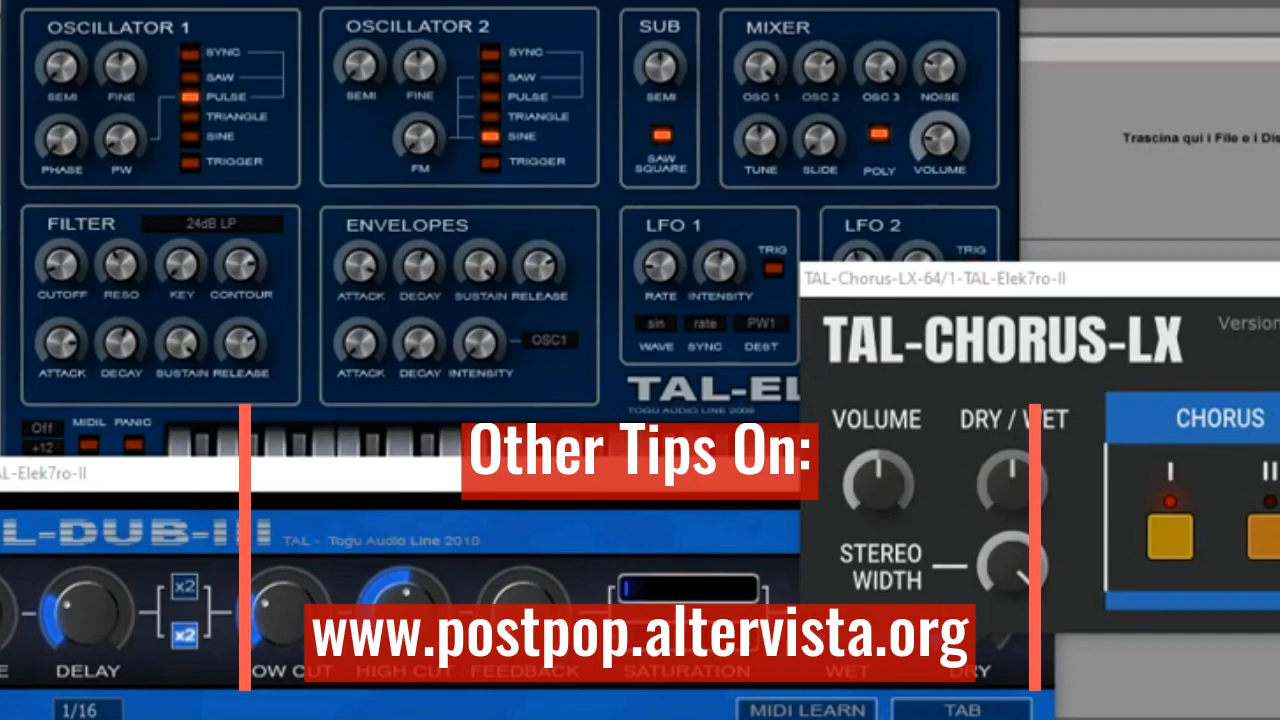 OSCILLATOR 1
SYNC
SAW
PULSE
TRIANGLE
SINE
TRIGGER
SEMI FINE
PHASE PW
OSCILLATOR 2
SYNC
SAW
PULSE
TRIANGLE
SINE
TRIGGER
SEMI FINE
FM
SUB
SEMI
SAW
SQUARE
MIXER
OSC 1 OSC 2 OSC 3 NOISE
TUNE SLIDE POLY VOLUME
Trascina qui i File e i Dis
FILTER 24dB LP
CUTOFF RESO KEY CONTOUR
ATTACK DECAY SUSTAIN RELEASE
ENVELOPES
ATTACK DECAY SUSTAIN RELEASE
OSC1
ATTACK DECAY INTENSITY
LFO 1
TRIG
RATE INTENSITY
sin rate PW1
WAVE SYNC DEST
LFO 2
TRIG
TAL-EL
TOGU AUDIO LINE 2009
Off MIDIL PANIC
+12
TAL-Chorus-LX-64/1-TAL-Elek7ro-II
TAL-CHORUS-LX Version
VOLUME DRY / WET
CHORUS
I II
STEREO
WIDTH
Other Tips On:
AL-Elek7ro-II
L-DUB-III TAL - Togu Audio Line 2010
x2
x2
www.postpop.altervista.org
E DELAY LOW CUT HIGH CUT FEEDBACK SATURATION WET DRY
1/16 MIDI LEARN TAB